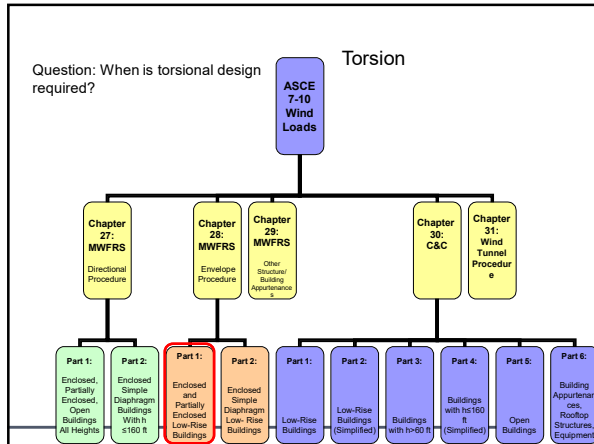 Torsion
Question: When is torsional design
required?
ASCE
7-10
Wind
Loads
Chapter
27:
MWFRS
Directional
Procedure
Chapter
28:
MWFRS
Envelope
Procedure
Chapter
29:
MWFRS
Other
Structure/
Building
Appurtenance
s
Chapter
30: C&C
Chapter
31: Wind
Tunnel
Procedur
e
Part 1:
Enclosed,
Partially
Enclosed,
Open
Buildings
All Heights
Part 2:
Enclosed
Simple
Diaphragm
Buildings
With h
≤160 ft
Part 1:
Enclosed
and
Partially
Enclosed
Low-Rise
Buildings
Part 2:
Enclosed
Simple
Diaphragm
Low- Rise
Buildings
Part 1:
Low-Rise
Buildings
Part 2:
Low-Rise
Buildings
(Simplified)
Part 3:
Buildings
with h>60 ft
Part 4:
Buildings
with h≤160
ft
(Simplified)
Part 5:
Open
Buildings
Part 6:
Building
Appurtenan
ces,
Rooftop
Structures,
Equipment